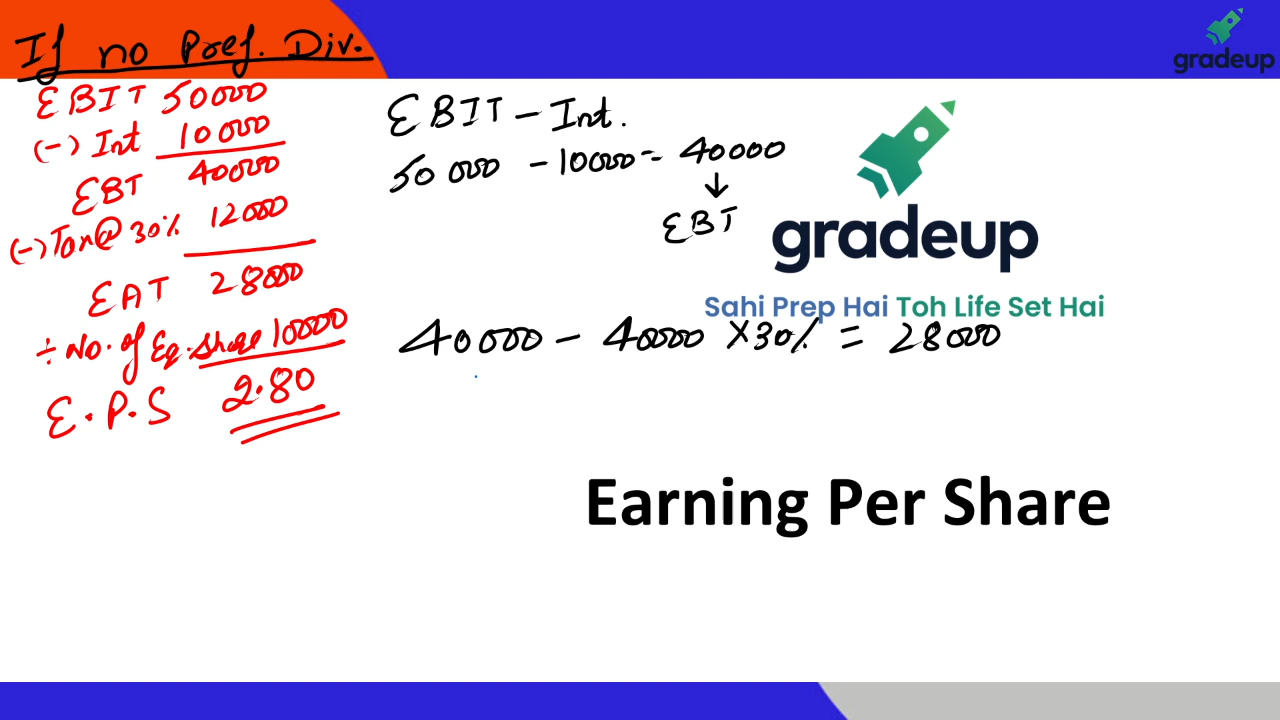 If no Pref. Div.
gradeup
EBIT 50000
(-) Int 10000
EBT 40000
(-) Tax@ 30% 12000
EAT 28000
÷ No. of Eq. Share 10000
E.P.S 2.80
EBIT - Int.
50000 - 10000 = 40000
↓
EBT
gradeup
Sahi Prep Hai Toh Life Set Hai
40000 - 40000 X 30% = 28000
Earning Per Share